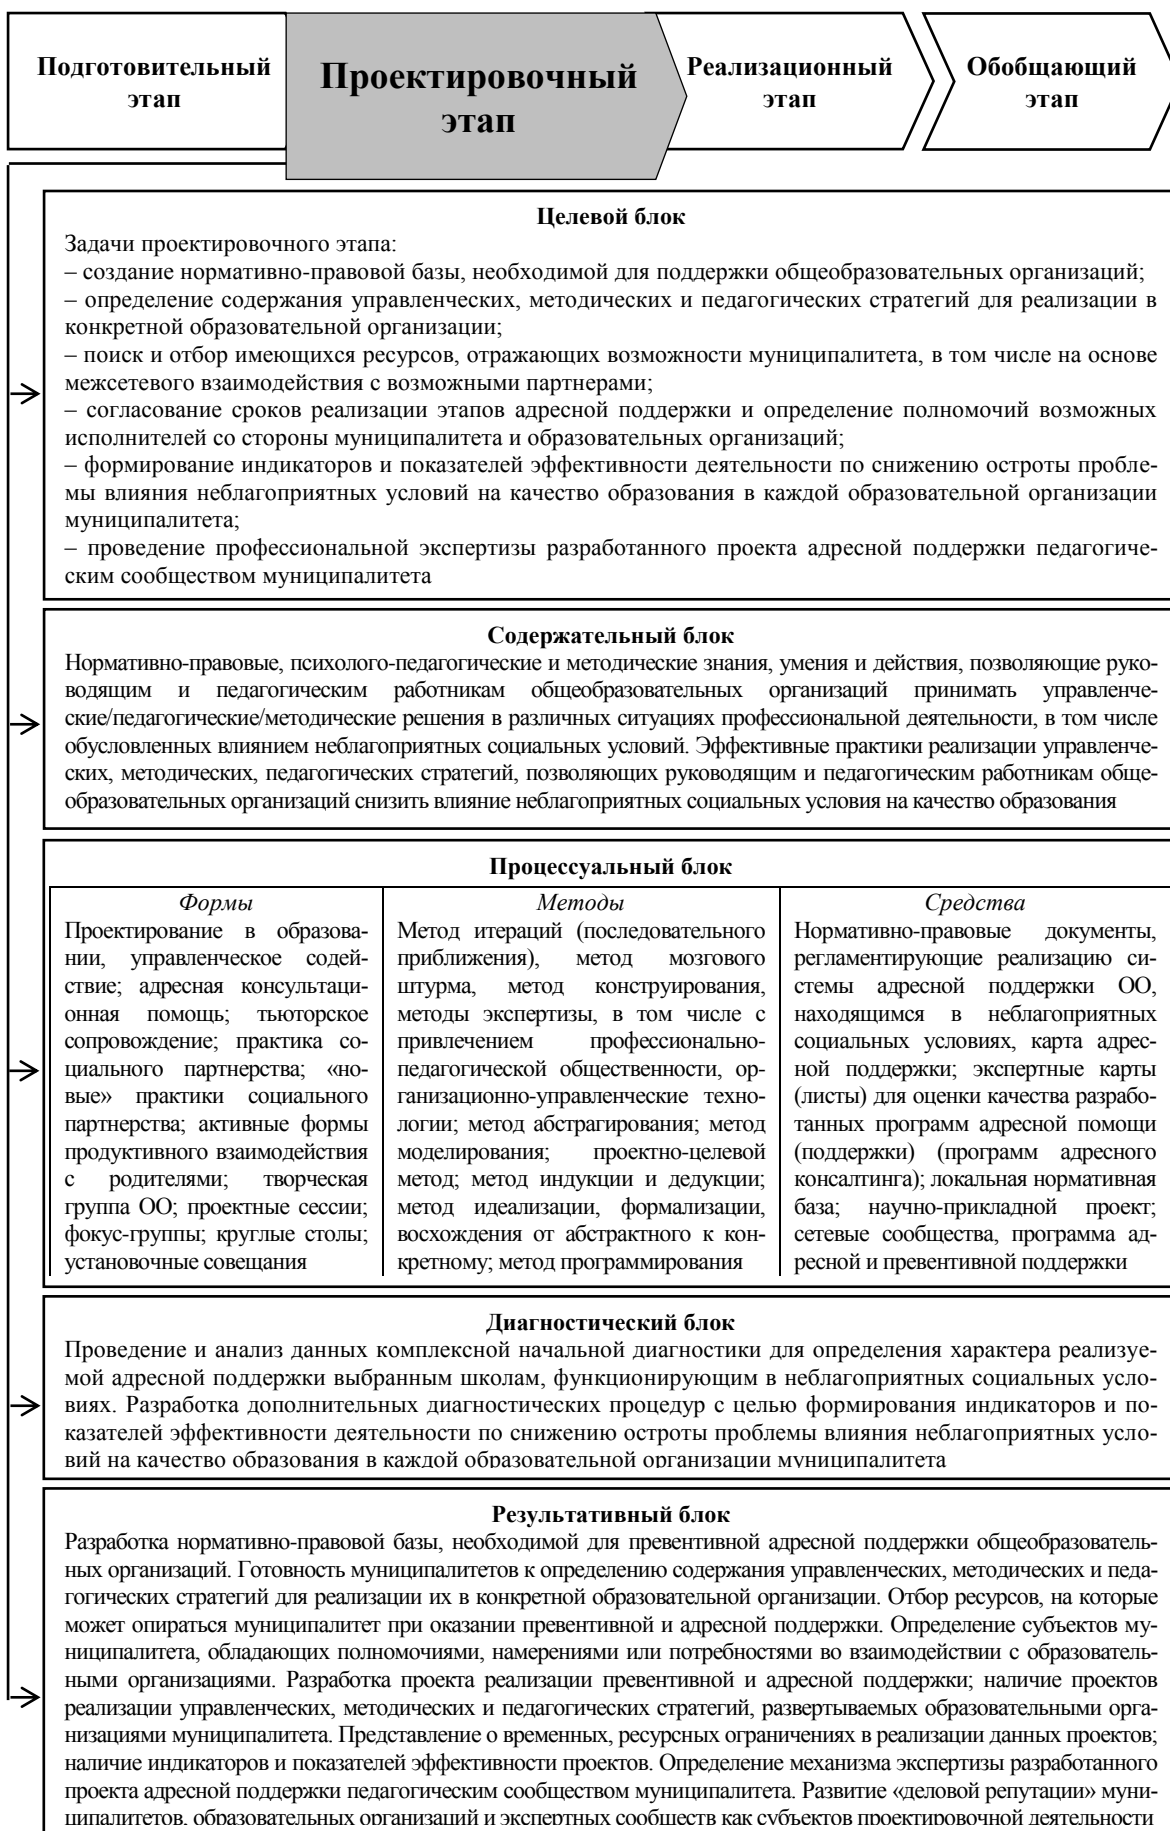 Подготовительный
этап
Проектировочный
этап
Реализационный
этап
Обобщающий
этап
Целевой блок
Задачи проектировочного этапа:
– создание нормативно-правовой базы, необходимой для поддержки общеобразовательных организаций;
– определение содержания управленческих, методических и педагогических стратегий для реализации в
конкретной образовательной организации;
– поиск и отбор имеющихся ресурсов, отражающих возможности муниципалитета, в том числе на основе
межсетевого взаимодействия с возможными партнерами;
– согласование сроков реализации этапов адресной поддержки и определение полномочий возможных
исполнителей со стороны муниципалитета и образовательных организаций;
– формирование индикаторов и показателей эффективности деятельности по снижению остроты пробле-
мы влияния неблагоприятных условий на качество образования в каждой образовательной организации
муниципалитета;
– проведение профессиональной экспертизы разработанного проекта адресной поддержки педагогиче-
ским сообществом муниципалитета
Содержательный блок
Нормативно-правовые, психолого-педагогические и методические знания, умения и действия, позволяющие руко-
водящим и педагогическим работникам общеобразовательных организаций принимать управленче-
ские/педагогические/методические решения в различных ситуациях профессиональной деятельности, в том числе
обусловленных влиянием неблагоприятных социальных условий. Эффективные практики реализации управленче-
ских, методических, педагогических стратегий, позволяющих руководящим и педагогическим работникам обще-
образовательных организаций снизить влияние неблагоприятных социальных условия на качество образования
Процессуальный блок
Формы
Проектирование в образова-
нии, управленческое содей-
ствие; адресная консультаци-
онная помощь; тьюторское
сопровождение; практика со-
циального партнерства; «но-
вые» практики социального
партнерства; активные формы
продуктивного взаимодействия
с родителями; творческая
группа ОО; проектные сессии;
фокус-группы; круглые столы;
установочные совещания
Методы
Метод итераций (последовательного
приближения), метод мозгового
штурма, метод конструирования,
методы экспертизы, в том числе с
привлечением профессионально-
педагогической общественности, ор-
ганизационно-управленческие техно-
логии; метод абстрагирования; метод
моделирования; проектно-целевой
метод; метод индукции и дедукции;
метод идеализации, формализации,
восхождения от абстрактного к кон-
кретному; метод программирования
Средства
Нормативно-правовые документы,
регламентирующие реализацию си-
стемы адресной поддержки ОО,
находящимся в неблагоприятных
социальных условиях, карта адрес-
ной поддержки; экспертные карты
(листы) для оценки качества разрабо-
танных программ адресной помощи
(поддержки) (программ адресного
консалтинга); локальная нормативная
база; научно-прикладной проект;
сетевые сообщества, программа ад-
ресной и превентивной поддержки
Диагностический блок
Проведение и анализ данных комплексной начальной диагностики для определения характера реализуе-
мой адресной поддержки выбранным школам, функционирующим в неблагоприятных социальных усло-
виях. Разработка дополнительных диагностических процедур с целью формирования индикаторов и по-
казателей эффективности деятельности по снижению остроты проблемы влияния неблагоприятных усло-
вий на качество образования в каждой образовательной организации муниципалитета
Результативный блок
Разработка нормативно-правовой базы, необходимой для превентивной адресной поддержки общеобразователь-
ных организаций. Готовность муниципалитетов к определению содержания управленческих, методических и педа-
гогических стратегий для реализации их в конкретной образовательной организации. Отбор ресурсов, на которые
может опираться муниципалитет при оказании превентивной и адресной поддержки. Определение субъектов му-
ниципалитета, обладающих полномочиями, намерениями или потребностями во взаимодействии с образователь-
ными организациями. Разработка проекта реализации превентивной и адресной поддержки; наличие проектов
реализации управленческих, методических и педагогических стратегий, развертываемых образовательными орга-
низациями муниципалитета. Представление о временных, ресурсных ограничениях в реализации данных проектов;
наличие индикаторов и показателей эффективности проектов. Определение механизма экспертизы разработанного
проекта адресной поддержки педагогическим сообществом муниципалитета. Развитие «деловой репутации» муни-
ципалитетов, образовательных организаций и экспертных сообществ как субъектов проектировочной деятельности